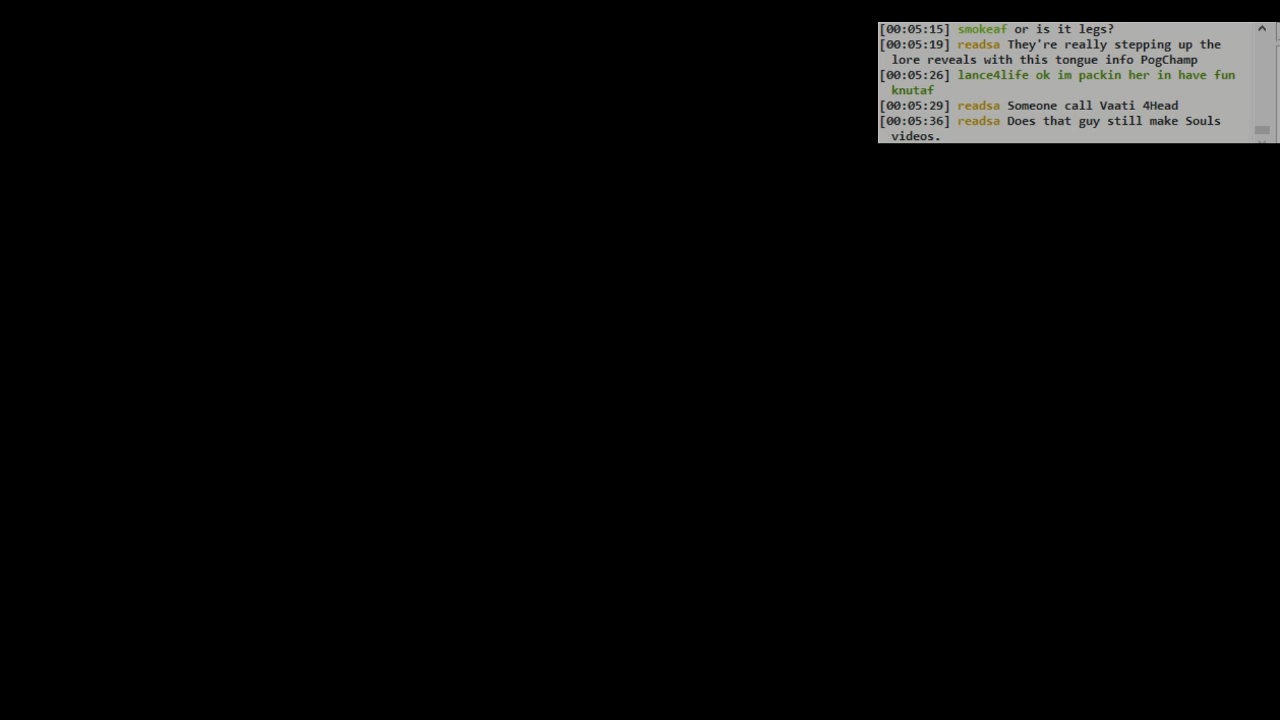 [00:05:15] smokeaf or is it legs?
[00:05:19] readsa They're really stepping up the
lore reveals with this tongue info PogChamp
[00:05:26] lance4life ok im packin her in have fun
knutaf
[00:05:29] readsa Someone call Vaati 4Head
[00:05:36] readsa Does that guy still make Souls
videos.